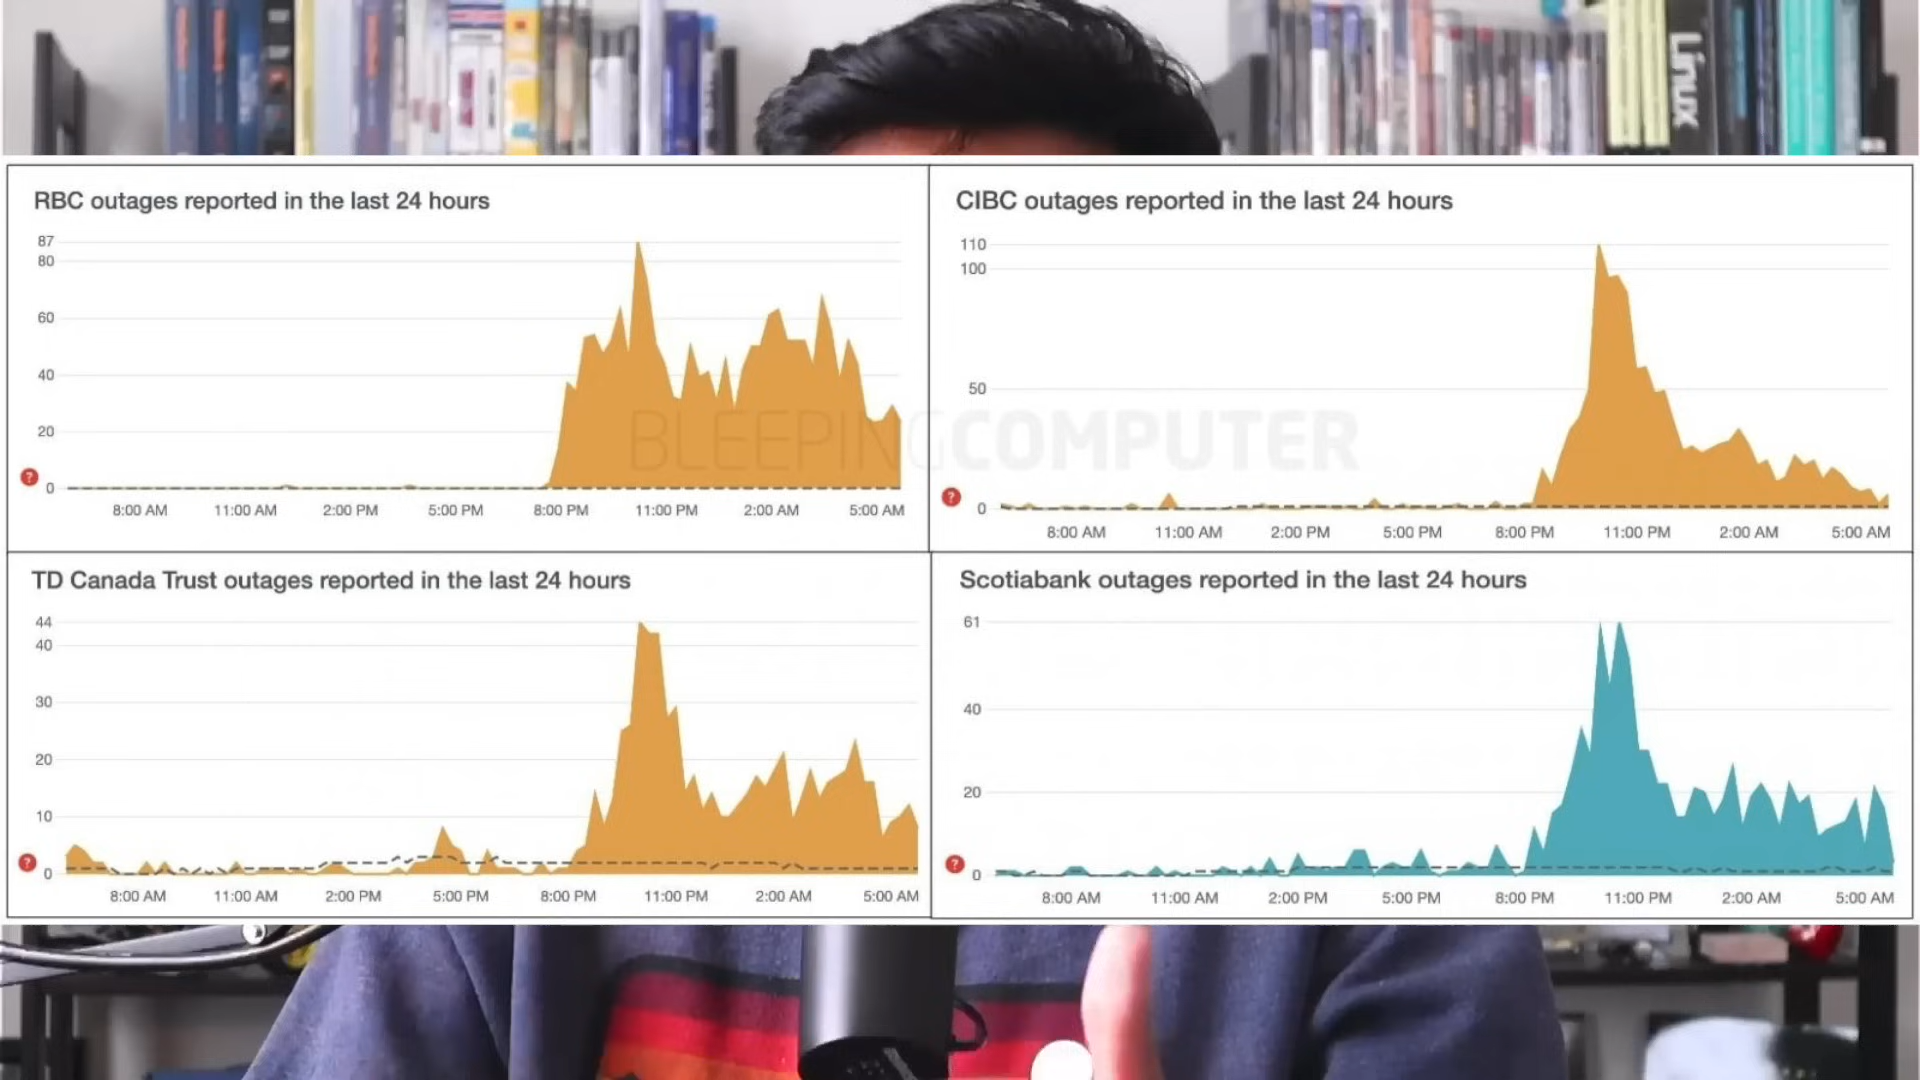 Linux
RBC outages reported in the last 24 hours
87
80
60
40
20
0
?
8:00 AM 11:00 AM 2:00 PM 5:00 PM 8:00 PM 11:00 PM 2:00 AM 5:00 AM
CIBC outages reported in the last 24 hours
110
100
50
0
?
8:00 AM 11:00 AM 2:00 PM 5:00 PM 8:00 PM 11:00 PM 2:00 AM 5:00 AM
BLEEPINGCOMPUTER
TD Canada Trust outages reported in the last 24 hours
44
40
30
20
10
0
?
8:00 AM 11:00 AM 2:00 PM 5:00 PM 8:00 PM 11:00 PM 2:00 AM 5:00 AM
Scotiabank outages reported in the last 24 hours
61
40
20
0
?
8:00 AM 11:00 AM 2:00 PM 5:00 PM 8:00 PM 11:00 PM 2:00 AM 5:00 AM